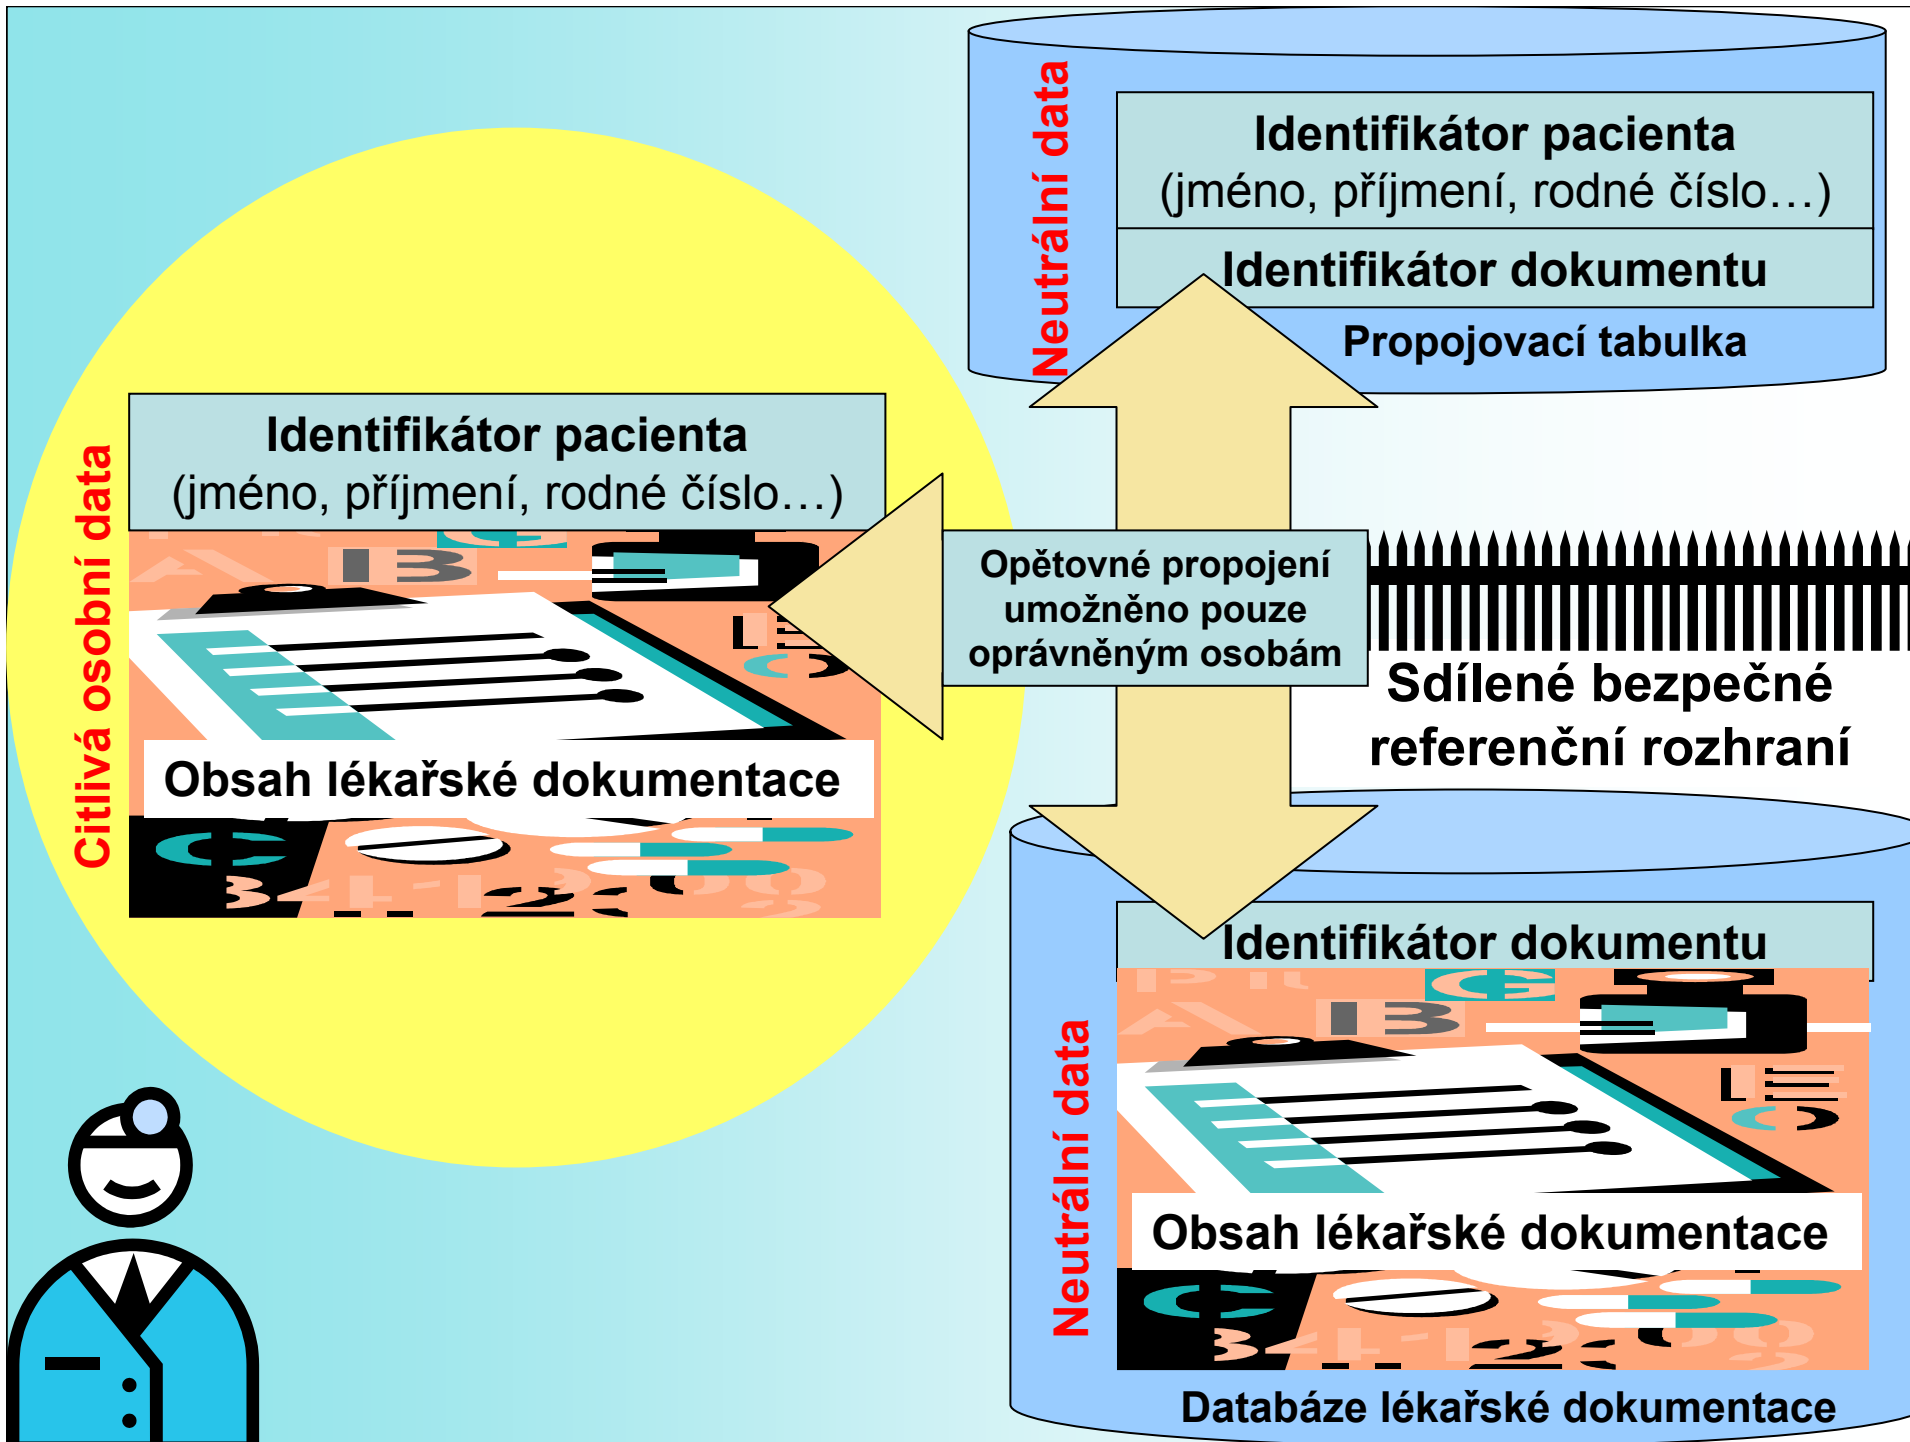 Neutrální data
Identifikátor pacienta
(jméno, příjmení, rodné číslo…)
Identifikátor dokumentu
Propojovací tabulka
Citlivá osobní data
Identifikátor pacienta
(jméno, příjmení, rodné číslo…)
Obsah lékařské dokumentace
Opětovné propojení
umožněno pouze
oprávněným osobám
Sdílené bezpečné
referenční rozhraní
Neutrální data
Identifikátor dokumentu
Obsah lékařské dokumentace
Databáze lékařské dokumentace